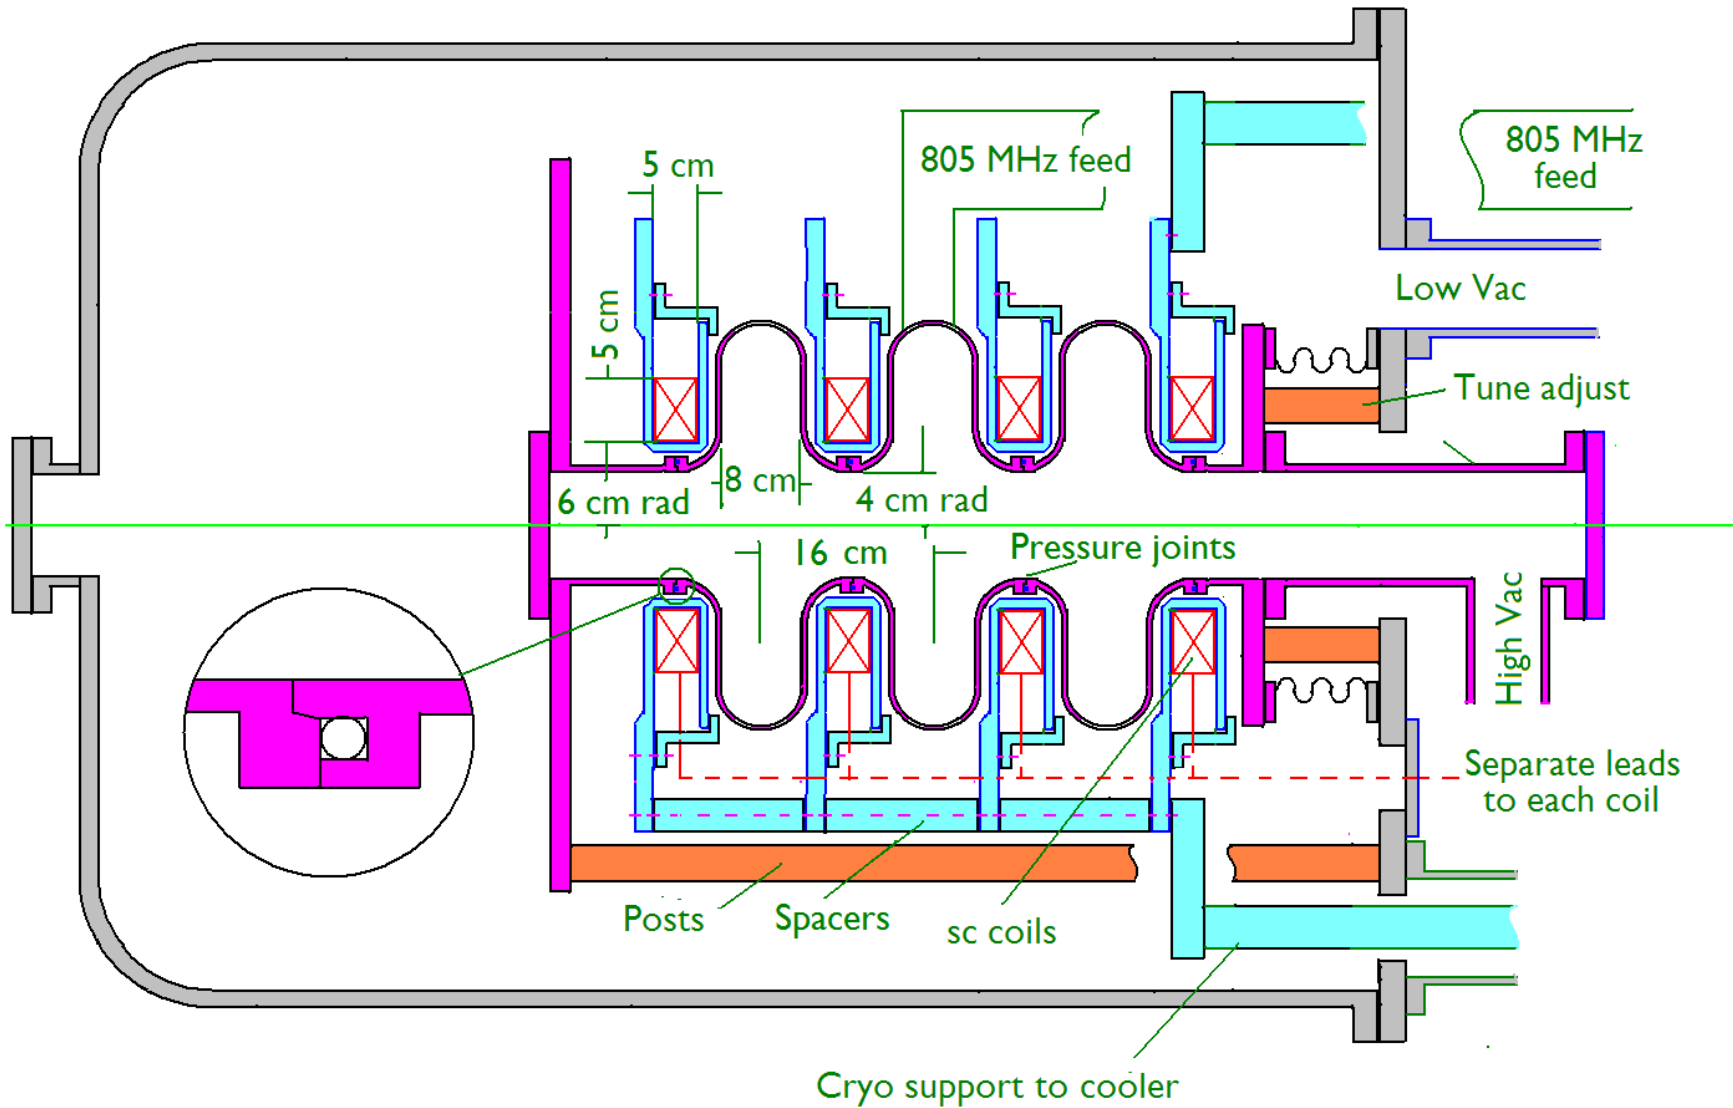 5 cm
805 MHz feed
805 MHz
feed
Low Vac
5 cm
Tune adjust
8 cm
6 cm rad
4 cm rad
16 cm
Pressure joints
High Vac
Separate leads
to each coil
Posts
Spacers
sc coils
Cryo support to cooler